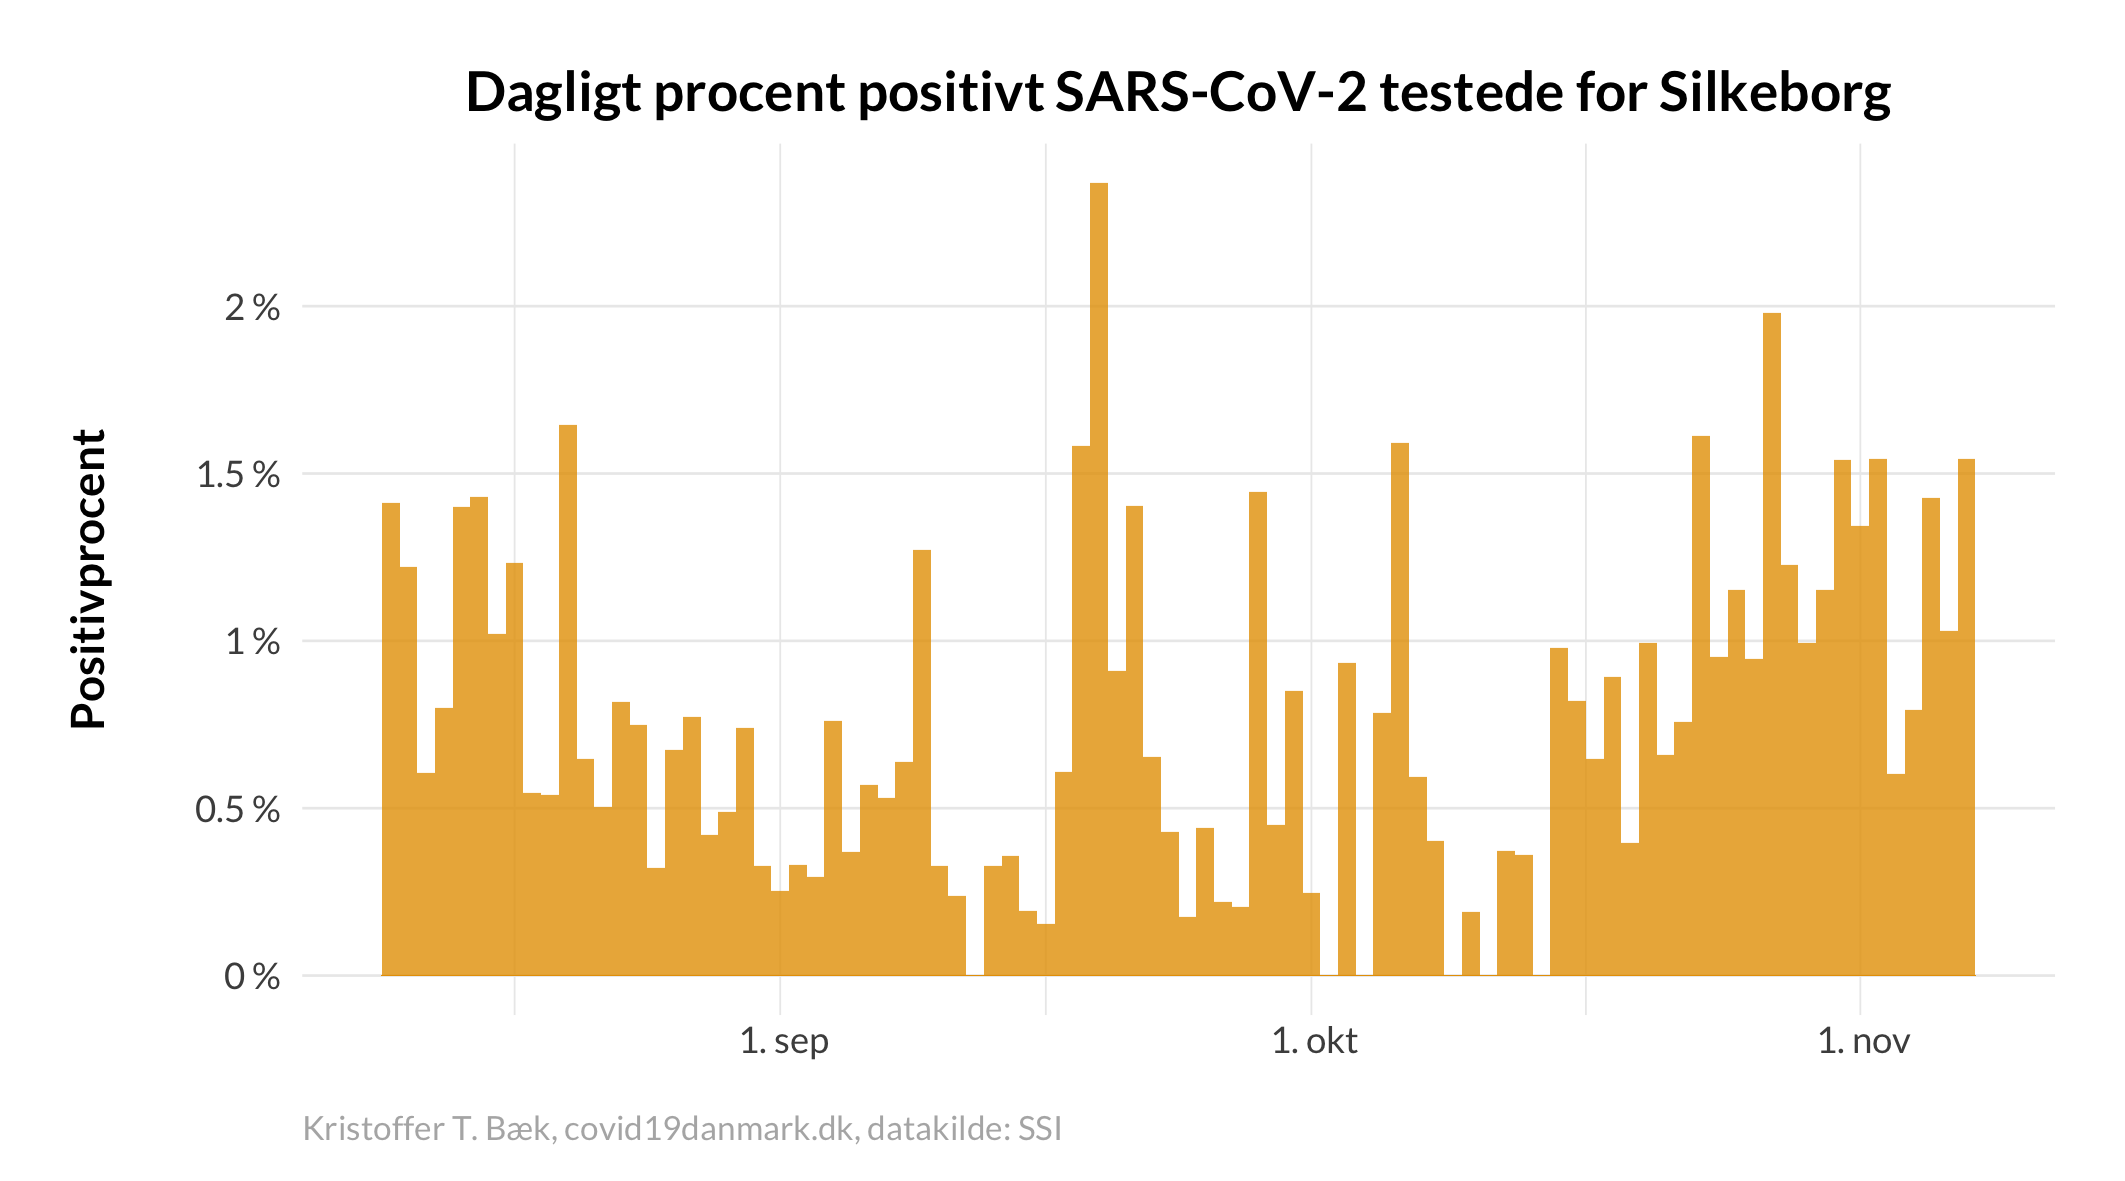 Dagligt procent positivt SARS-CoV-2 testede for Silkeborg
Positivprocent
2 %
1.5 %
1 %
0.5 %
0 %
1. sep
1. okt
1. nov
Kristoffer T. Bæk, covid19danmark.dk, datakilde: SSI